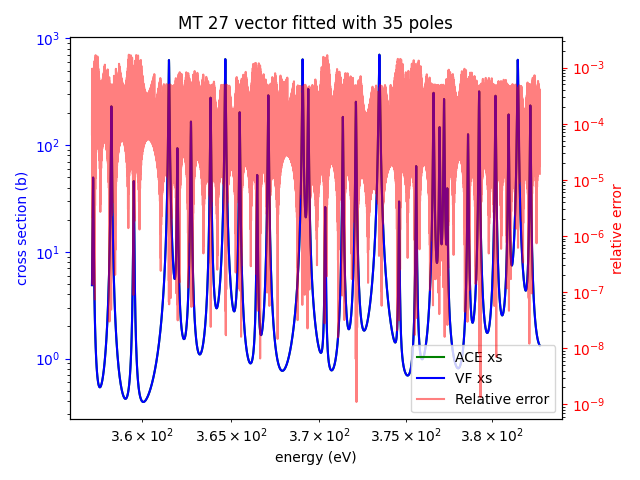 MT 27 vector fitted with 35 poles
10³
10²
10¹
10⁰
cross section (b)
10⁻³
10⁻⁴
10⁻⁵
10⁻⁶
10⁻⁷
10⁻⁸
10⁻⁹
relative error
ACE xs
VF xs
Relative error
3.6 × 10² 3.65 × 10² 3.7 × 10² 3.75 × 10² 3.8 × 10²
energy (eV)